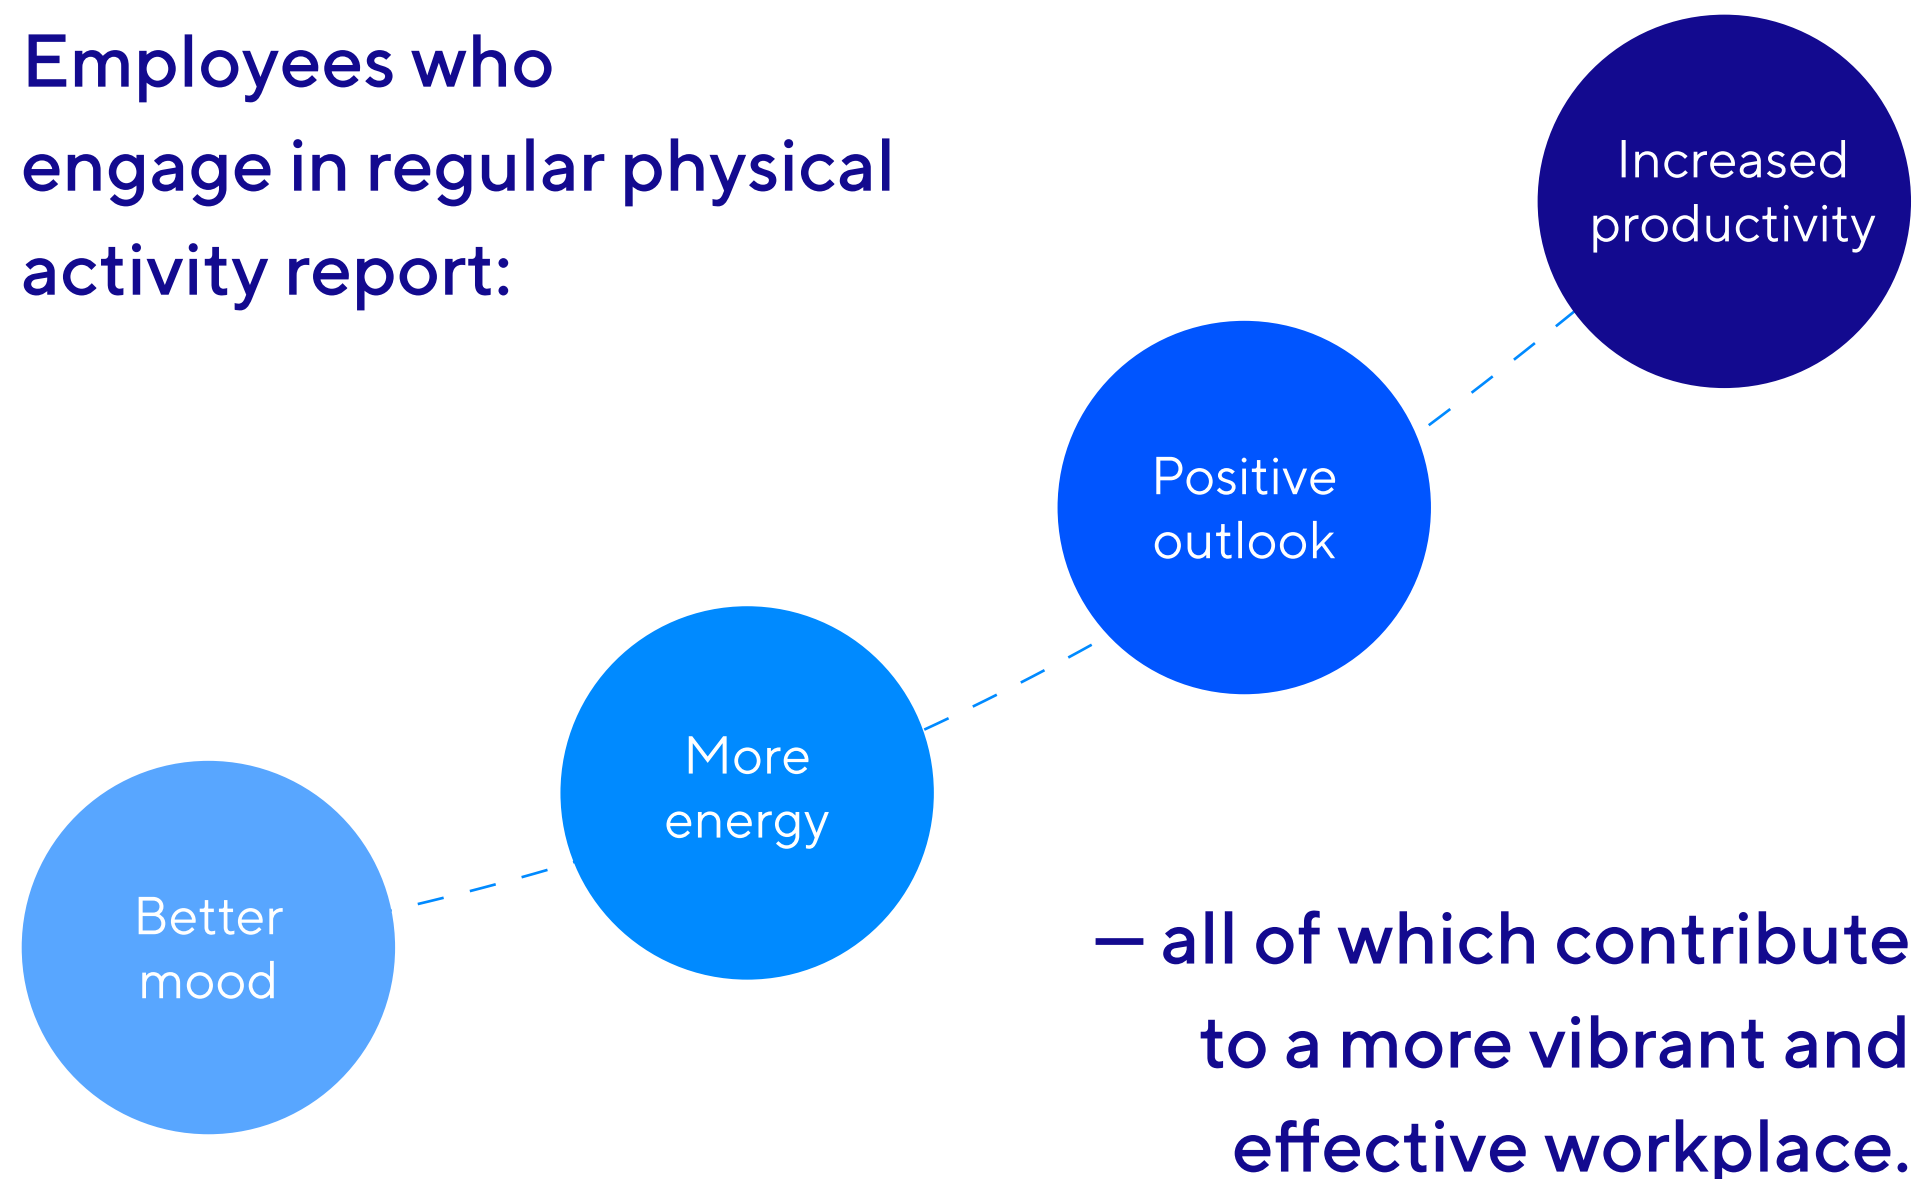 Employees who
engage in regular physical
activity report:
Increased
productivity
Positive
outlook
More
energy
Better
mood
— all of which contribute
to a more vibrant and
effective workplace.